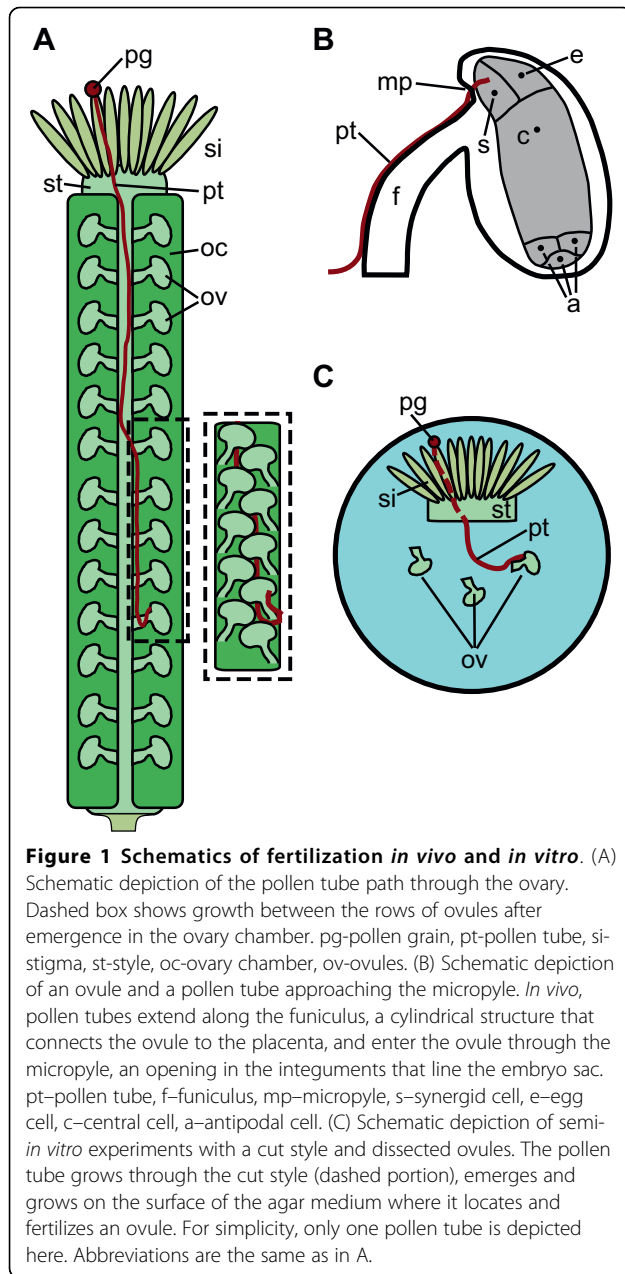 A
pg
si
st
pt
oc
ov
B
e
mp
s
c
pt
f
a
C
pg
si
st
pt
ov
Figure 1 Schematics of fertilization in vivo and in vitro. (A)
Schematic depiction of the pollen tube path through the ovary.
Dashed box shows growth between the rows of ovules after
emergence in the ovary chamber. pg-pollen grain, pt-pollen tube, si-
stigma, st-style, oc-ovary chamber, ov-ovules. (B) Schematic depiction
of an ovule and a pollen tube approaching the micropyle. In vivo,
pollen tubes extend along the funiculus, a cylindrical structure that
connects the ovule to the placenta, and enter the ovule through the
micropyle, an opening in the integuments that line the embryo sac.
pt–pollen tube, f–funiculus, mp–micropyle, s–synergid cell, e–egg
cell, c–central cell, a–antipodal cell. (C) Schematic depiction of semi-
in vitro experiments with a cut style and dissected ovules. The pollen
tube grows through the cut style (dashed portion), emerges and
grows on the surface of the agar medium where it locates and
fertilizes an ovule. For simplicity, only one pollen tube is depicted
here. Abbreviations are the same as in A.